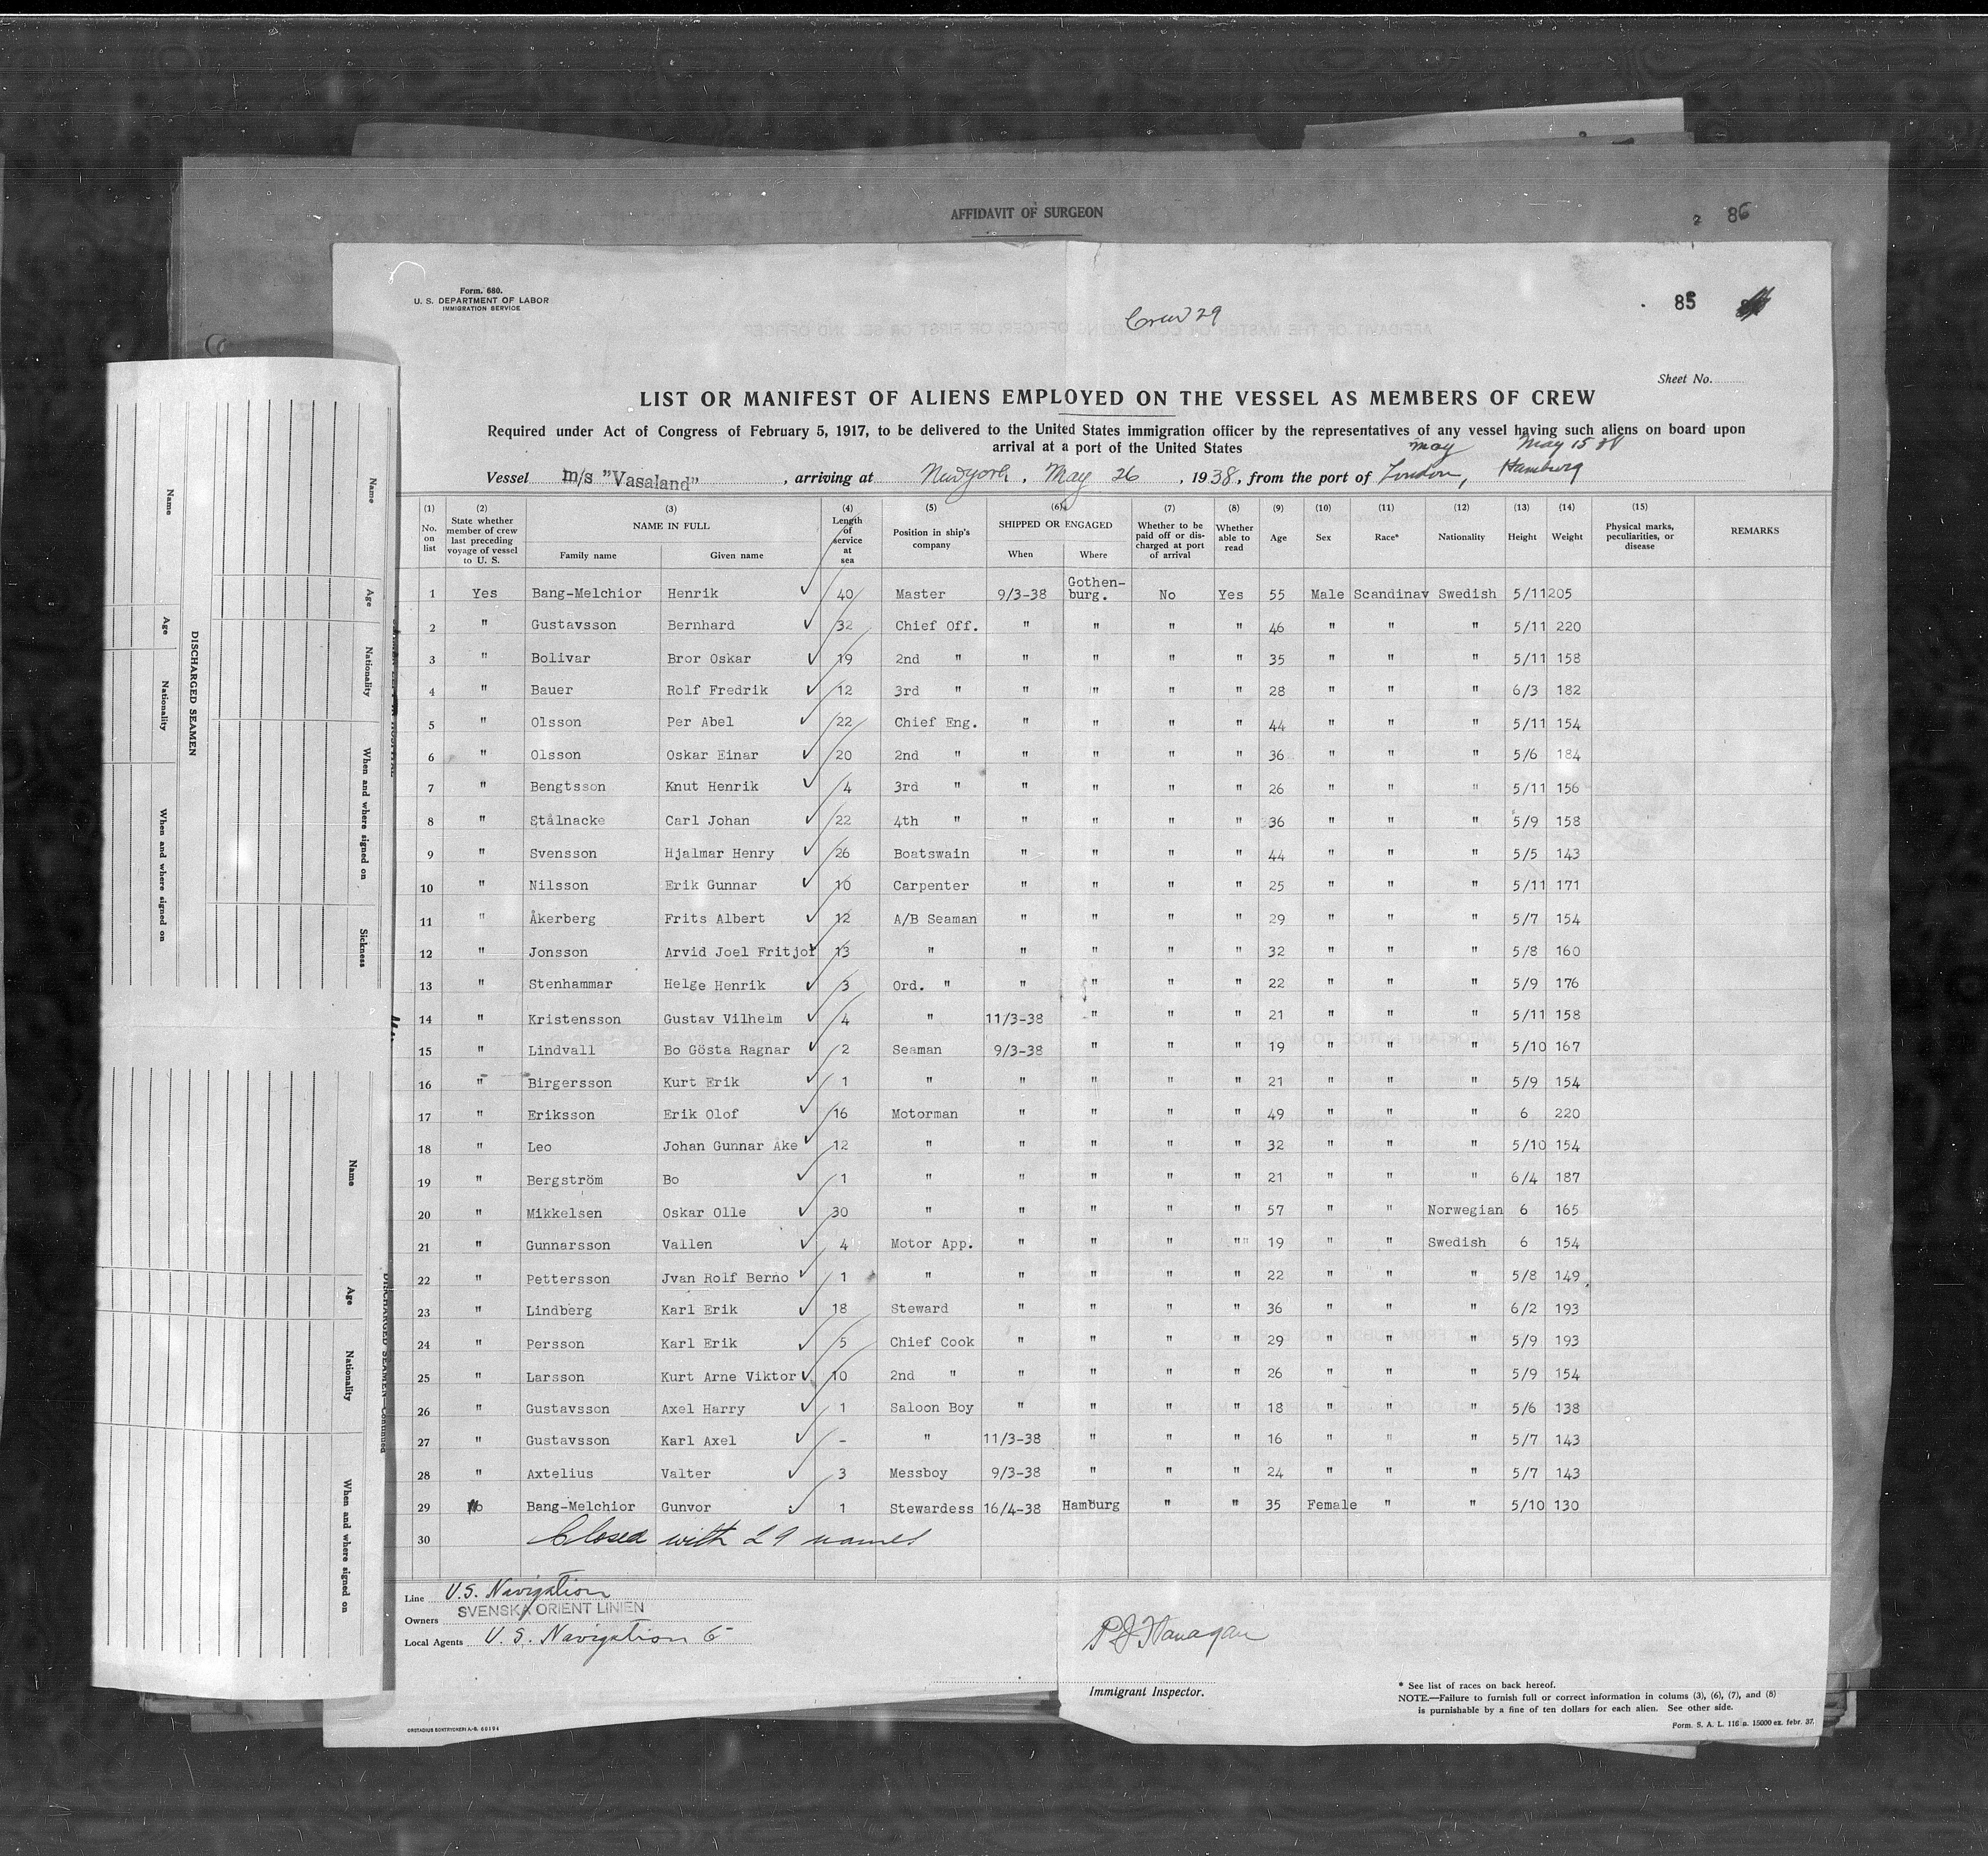 AFFIDAVIT OF SURGEON
2 86
Form. 680.
U. S. DEPARTMENT OF LABOR
IMMIGRATION SERVICE
Crew 29
85
Sheet No.
LIST OR MANIFEST OF ALIENS EMPLOYED ON THE VESSEL AS MEMBERS OF CREW
Required under Act of Congress of February 5, 1917, to be delivered to the United States immigration officer by the representatives of any vessel having such aliens on board upon
arrival at a port of the United States
may May 15 38
Vessel m/s "Vasaland", arriving at Newyork, May 26, 1938, from the port of London, Hamburg
(1) No. on list (2) State whether member of crew last preceding voyage of vessel to U. S. (3) NAME IN FULL Family name Given name (4) Length of service at sea (5) Position in ship's company (6) SHIPPED OR ENGAGED When Where (7) Whether to be paid off or discharged at port of arrival (8) Whether able to read (9) Age (10) Sex (11) Race* (12) Nationality (13) Height (14) Weight (15) Physical marks, peculiarities, or disease REMARKS
1 Yes Bang-Melchior Henrik 40 Master 9/3-38 Gothen-burg. No Yes 55 Male Scandinav Swedish 5/11 205
2 " Gustavsson Bernhard 32 Chief Off. " " " " 46 " " " 5/11 220
3 " Bolivar Bror Oskar 19 2nd " " " " " 35 " " " 5/11 158
4 " Bauer Rolf Fredrik 12 3rd " " " " " 28 " " " 6/3 182
5 " Olsson Per Abel 22 Chief Eng. " " " " 44 " " " 5/11 154
6 " Olsson Oskar Einar 20 2nd " " " " " 36 " " " 5/6 184
7 " Bengtsson Knut Henrik 4 3rd " " " " " 26 " " " 5/11 156
8 " Stålnacke Carl Johan 22 4th " " " " " 36 " " " 5/9 158
9 " Svensson Hjalmar Henry 26 Boatswain " " " " 44 " " " 5/5 143
10 " Nilsson Erik Gunnar 10 Carpenter " " " " 25 " " " 5/11 171
11 " Åkerberg Frits Albert 12 A/B Seaman " " " " 29 " " " 5/7 154
12 " Jonsson Arvid Joel Fritjof 13 " " " " " 32 " " " 5/8 160
13 " Stenhammar Helge Henrik 3 Ord. " " " " " 22 " " " 5/9 176
14 " Kristensson Gustav Vilhelm 4 " 11/3-38 " " " 21 " " " 5/11 158
15 " Lindvall Bo Gösta Ragnar 2 Seaman 9/3-38 " " " 19 " " " 5/10 167
16 " Birgersson Kurt Erik 1 " " " " " 21 " " " 5/9 154
17 " Eriksson Erik Olof 16 Motorman " " " " 49 " " " 6 220
18 " Leo Johan Gunnar Åke 12 " " " " " 32 " " " 5/10 154
19 " Bergström Bo 1 " " " " " 21 " " " 6/4 187
20 " Mikkelsen Oskar Olle 30 " " " " " 57 " " Norwegian 6 165
21 " Gunnarsson Vallen 4 Motor App. " " " " 19 " " Swedish 6 154
22 " Pettersson Jvan Rolf Berno 1 " " " " " 22 " " " 5/8 149
23 " Lindberg Karl Erik 18 Steward " " " " 36 " " " 6/2 193
24 " Persson Karl Erik 5 Chief Cook " " " " 29 " " " 5/9 193
25 " Larsson Kurt Arne Viktor 10 2nd " " " " " 26 " " " 5/9 154
26 " Gustavsson Axel Harry 1 Saloon Boy " " " " 18 " " " 5/6 138
27 " Gustavsson Karl Axel - " 11/3-38 " " " 16 " " " 5/7 143
28 " Axtelius Valter 3 Messboy 9/3-38 " " " 24 " " " 5/7 143
29 No Bang-Melchior Gunvor 1 Stewardess 16/4-38 Hamburg " " 35 Female " " 5/10 130
30 Closed with 29 names
Line U.S. Navigation
Owners SVENSKA ORIENT LINIEN
Local Agents U.S. Navigation Co
P J Flanagan
Immigrant Inspector.
* See list of races on back hereof.
NOTE.—Failure to furnish full or correct information in colums (3), (6), (7), and (8)
is punishable by a fine of ten dollars for each alien. See other side.
Form. S. A. L. 116 n. 15000 ex. febr. 37.
Name Age Nationality When and where signed on Sickness
DISCHARGED SEAMEN
Name Age Nationality When and where signed on
DISCHARGED SEAMEN—Continued
Name Age Nationality When and where signed on